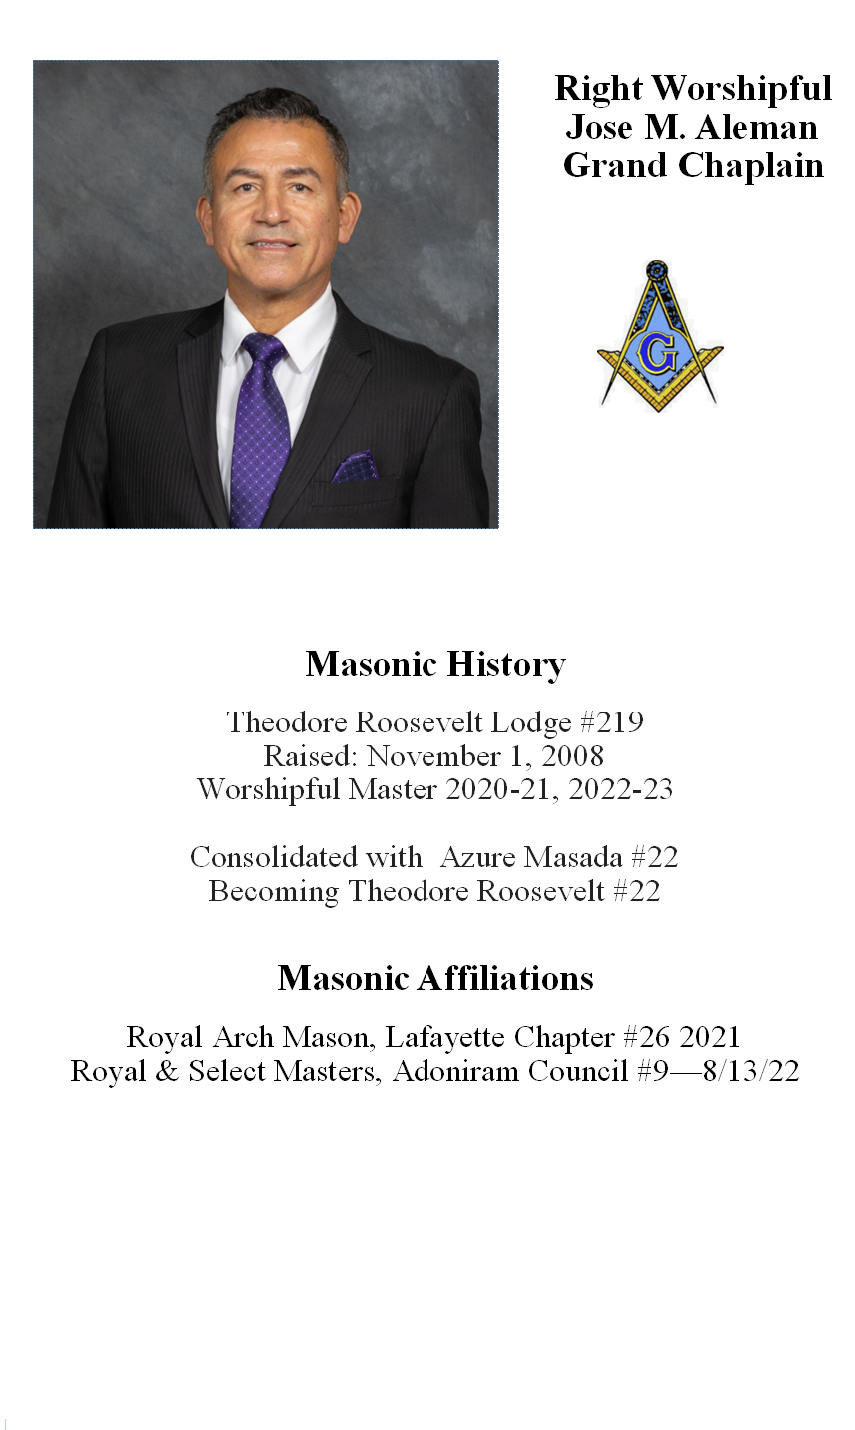 Right Worshipful
Jose M. Aleman
Grand Chaplain
G
Masonic History
Theodore Roosevelt Lodge #219
Raised: November 1, 2008
Worshipful Master 2020-21, 2022-23
Consolidated with  Azure Masada #22
Becoming Theodore Roosevelt #22
Masonic Affiliations
Royal Arch Mason, Lafayette Chapter #26 2021
Royal & Select Masters, Adoniram Council #9—8/13/22